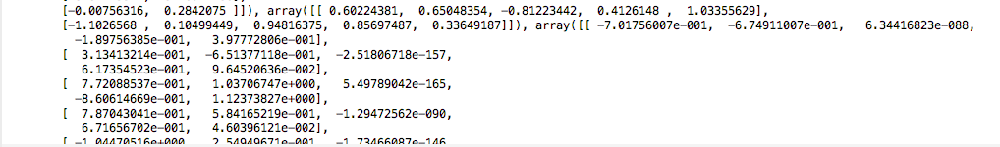 [-0.00756316, 0.2842075 ]]), array([[ 0.60224381, 0.65048354, -0.81223442, 0.4126148 , 1.03355629],
[-1.1026568 , 0.10499449, 0.94816375, 0.85697487, 0.33649187]]), array([[ -7.01756007e-001, -6.74911007e-001, 6.34416823e-088,
-1.89756385e-001, 3.97772806e-001],
[ 3.13413214e-001, -6.51377118e-001, -2.51806718e-157,
6.17354523e-001, 9.64520636e-002],
[ 7.72088537e-001, 1.03706747e+000, 5.49789042e-165,
-8.60614669e-001, 1.12373827e+000],
[ 7.87043041e-001, 5.84165219e-001, -1.29472562e-090,
6.71656702e-001, 4.60396121e-002],
[ -1.04470516e+000, 2.54949671e-001, -1.73466087e-146,